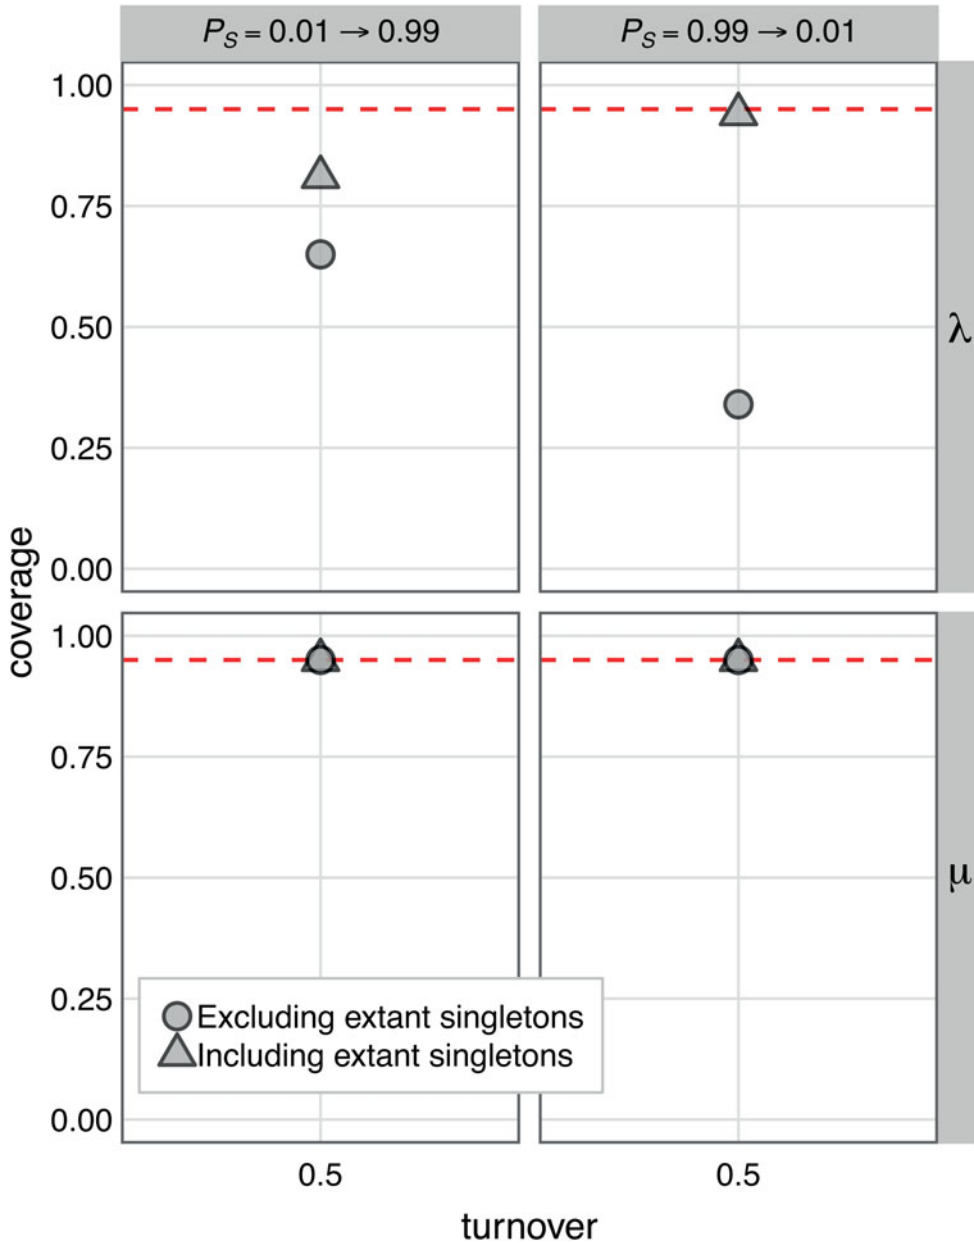 P_S = 0.01 → 0.99
P_S = 0.99 → 0.01
1.00
0.75
0.50
0.25
0.00
λ
coverage
1.00
0.75
0.50
0.25
0.00
μ
Excluding extant singletons
Including extant singletons
0.5
0.5
turnover